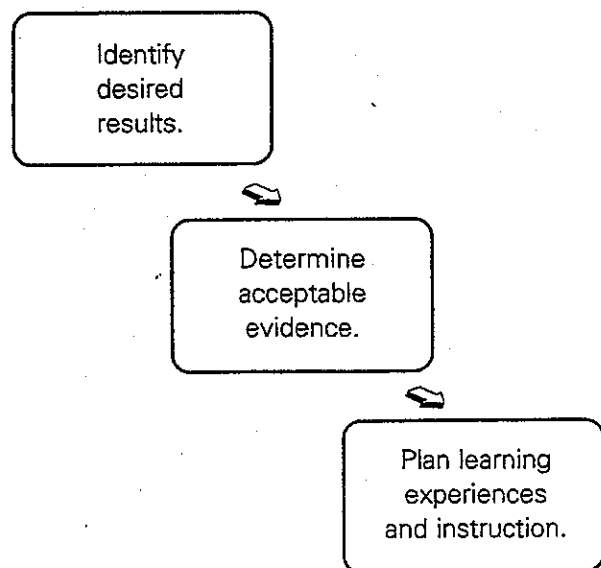 Identify
desired
results.
Determine
acceptable
evidence.
Plan learning
experiences
and instruction.